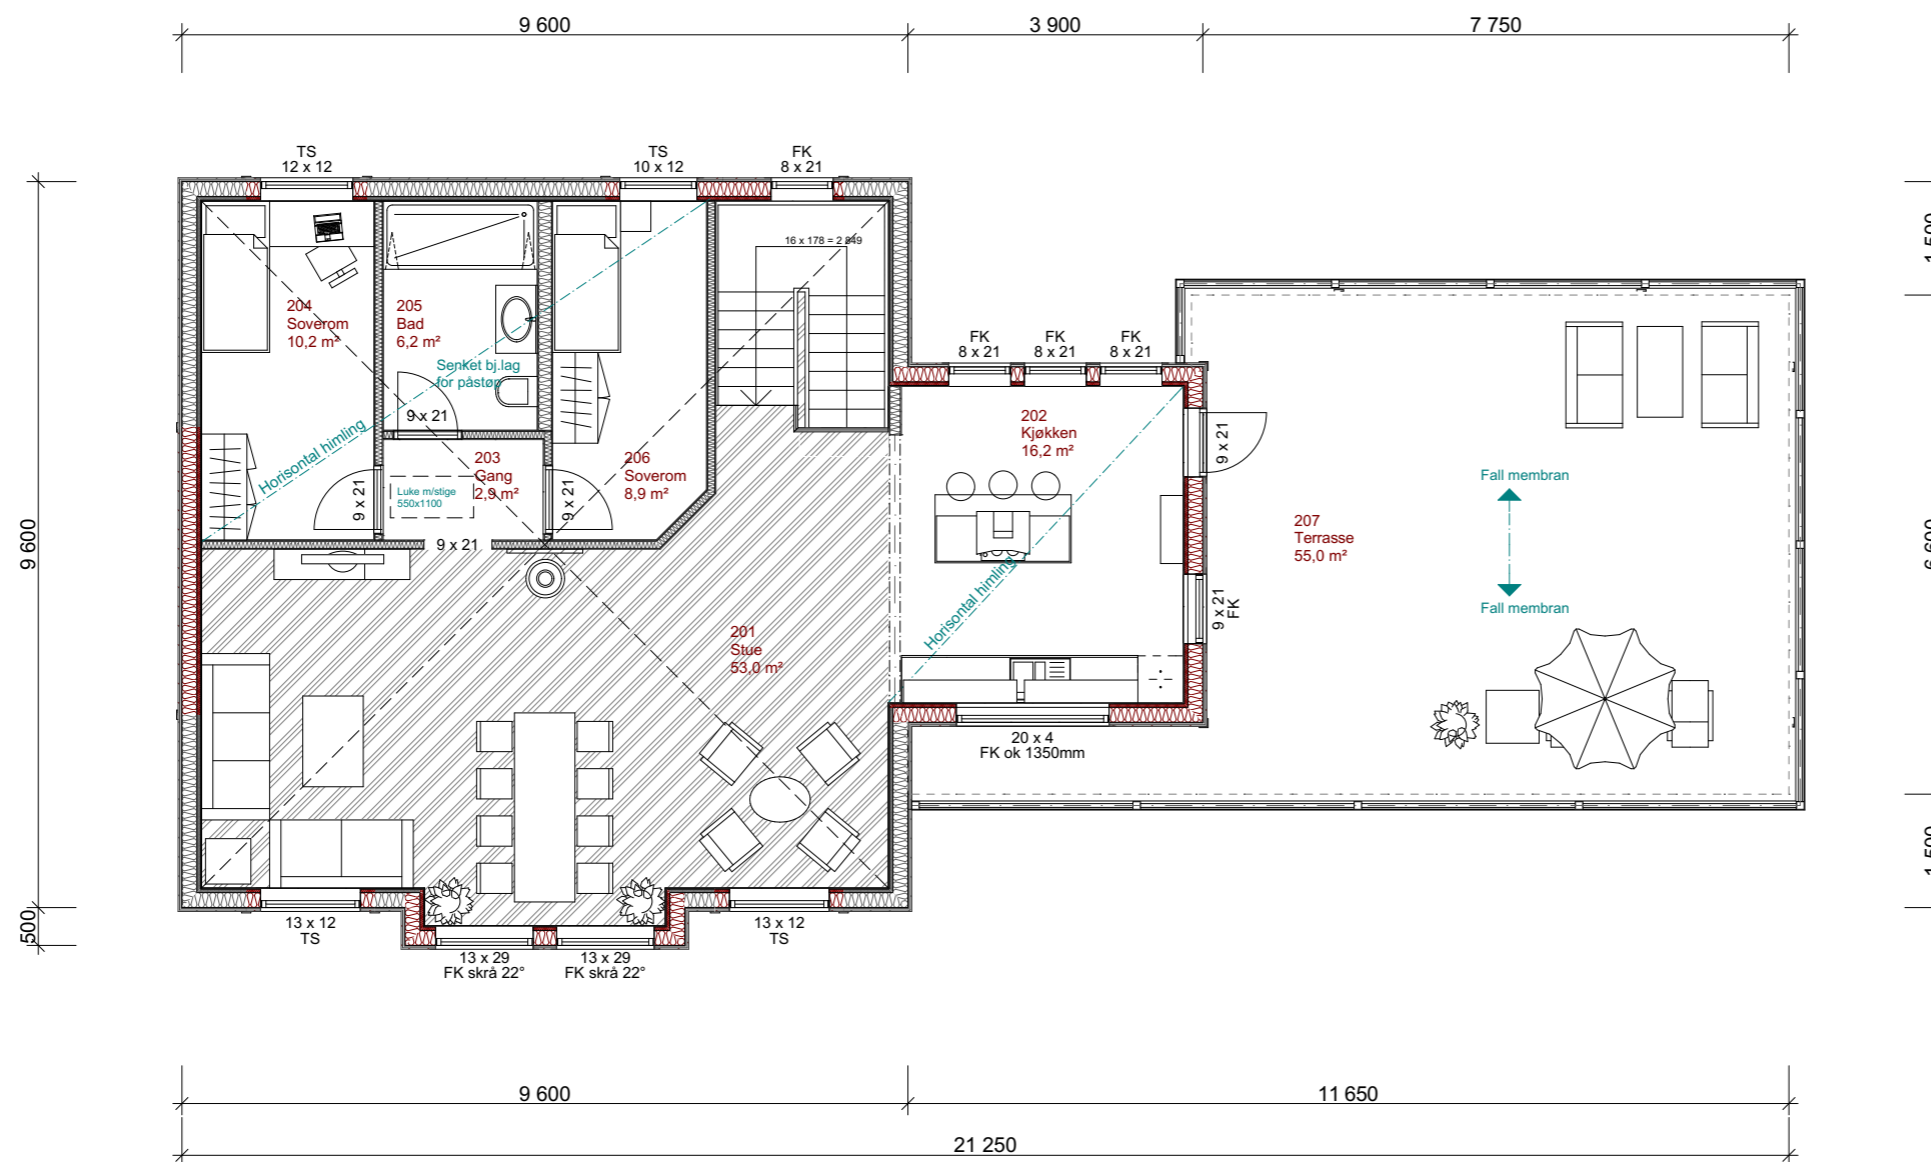 9 600
3 900
7 750
TS
12 x 12
TS
10 x 12
FK
8 x 21
16 x 178 = 2 849
204
Soverom
10,2 m²
205
Bad
6,2 m²
Senket bj.lag
for påstøp
9 x 21
Horisontal himling
203
Gang
2,9 m²
Luke m/stige
550x1100
9 x 21
9 x 21
9 x 21
206
Soverom
8,9 m²
FK
8 x 21
FK
8 x 21
FK
8 x 21
202
Kjøkken
16,2 m²
9 x 21
Horisontal himling
9 x 21
FK
207
Terrasse
55,0 m²
Fall membran
Fall membran
201
Stue
53,0 m²
20 x 4
FK ok 1350mm
13 x 12
TS
13 x 29
FK skrå 22°
13 x 29
FK skrå 22°
13 x 12
TS
9 600
500
1 500
6 600
1 500
9 600
11 650
21 250